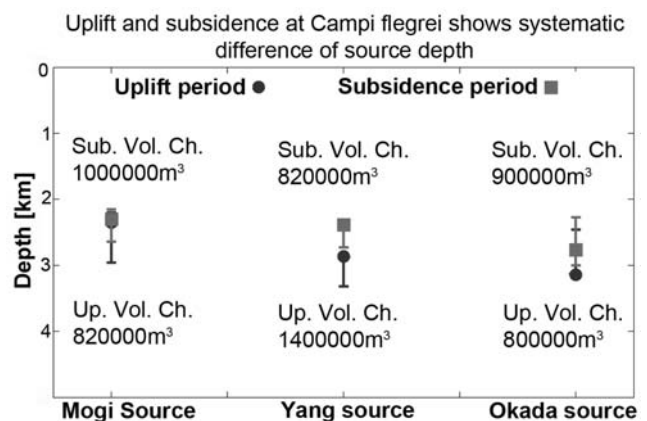 Uplift and subsidence at Campi flegrei shows systematic
difference of source depth
0
Uplift period
Subsidence period
1
Sub. Vol. Ch.
1000000m³
Sub. Vol. Ch.
820000m³
Sub. Vol. Ch.
900000m³
2
Depth [km]
3
Up. Vol. Ch.
820000m³
Up. Vol. Ch.
1400000m³
Up. Vol. Ch.
800000m³
4
Mogi Source
Yang source
Okada source